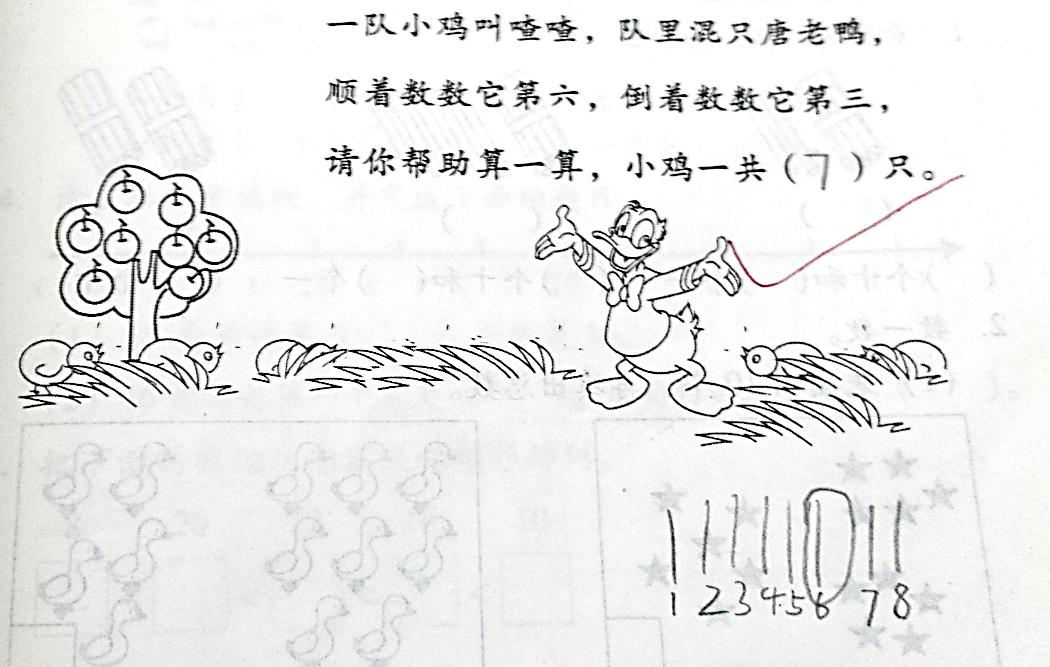 一队小鸡叫喳喳，队里混只唐老鸭，
顺着数数它第六，倒着数数它第三，
请你帮助算一算，小鸡一共（7）只。
1 2 3 4 5 6 7 8